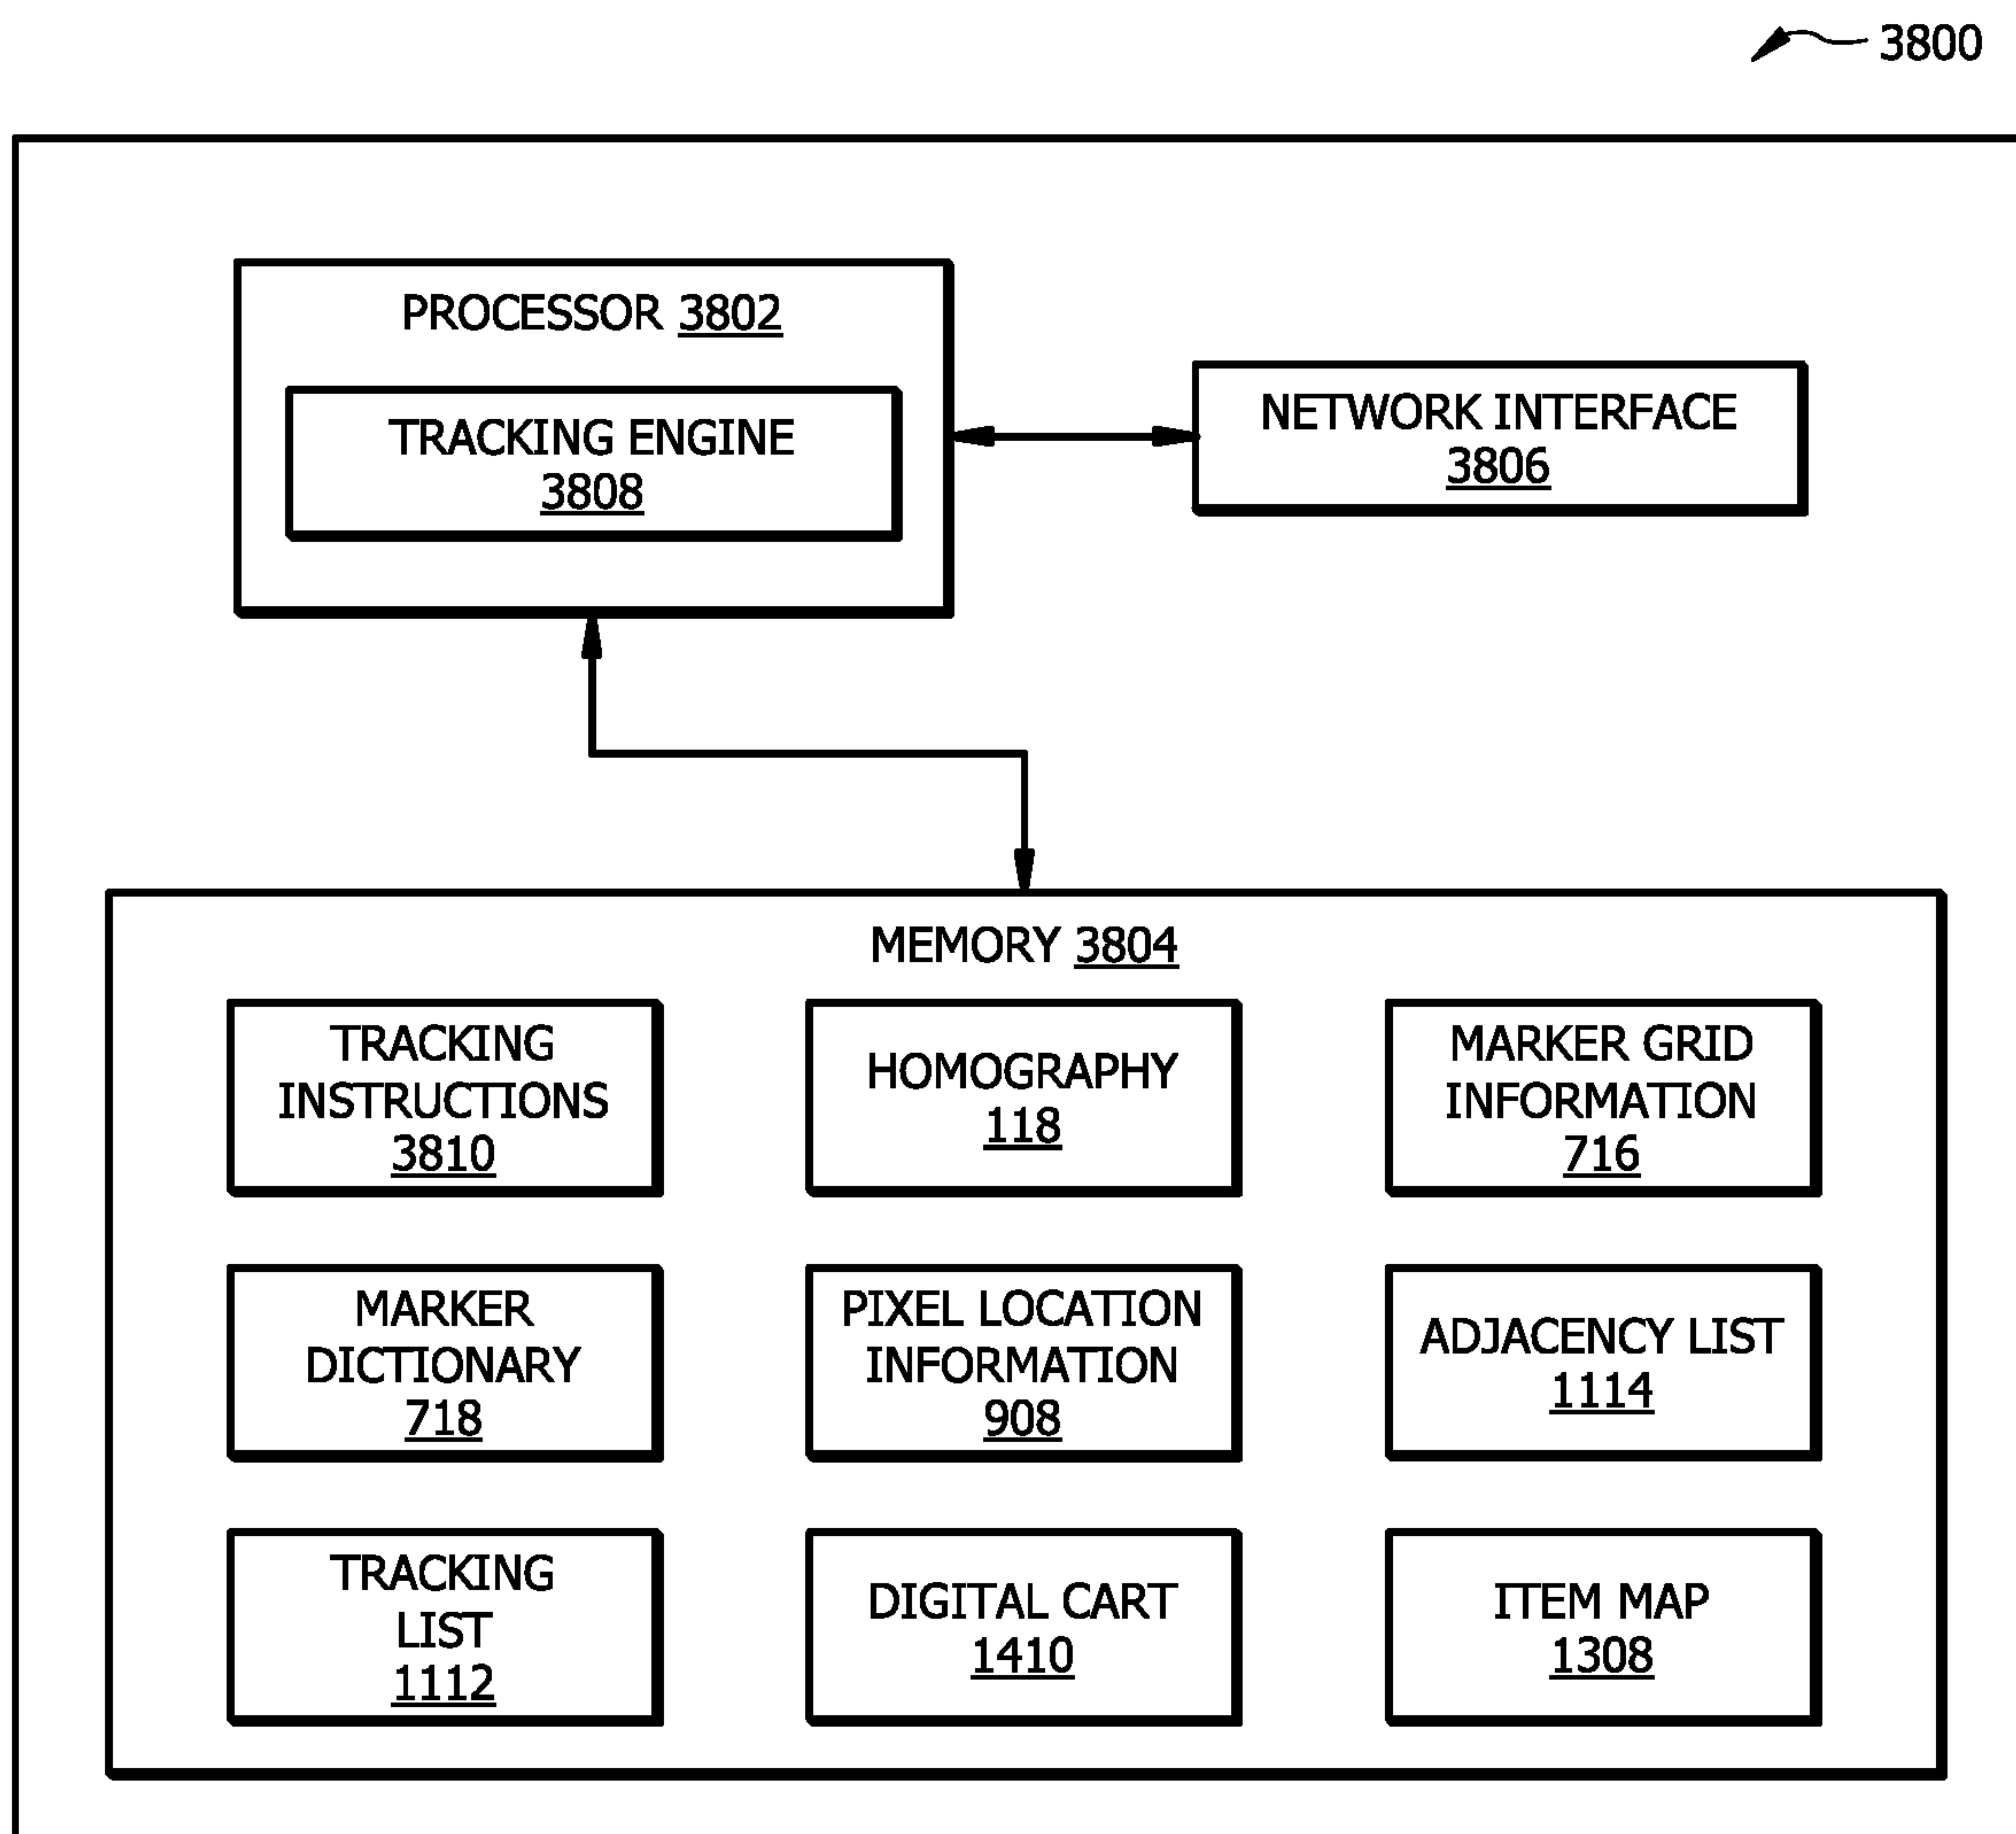 3800
PROCESSOR 3802
TRACKING ENGINE
3808
NETWORK INTERFACE
3806
MEMORY 3804
TRACKING
INSTRUCTIONS
3810
HOMOGRAPHY
118
MARKER GRID
INFORMATION
716
MARKER
DICTIONARY
718
PIXEL LOCATION
INFORMATION
908
ADJACENCY LIST
1114
TRACKING
LIST
1112
DIGITAL CART
1410
ITEM MAP
1308